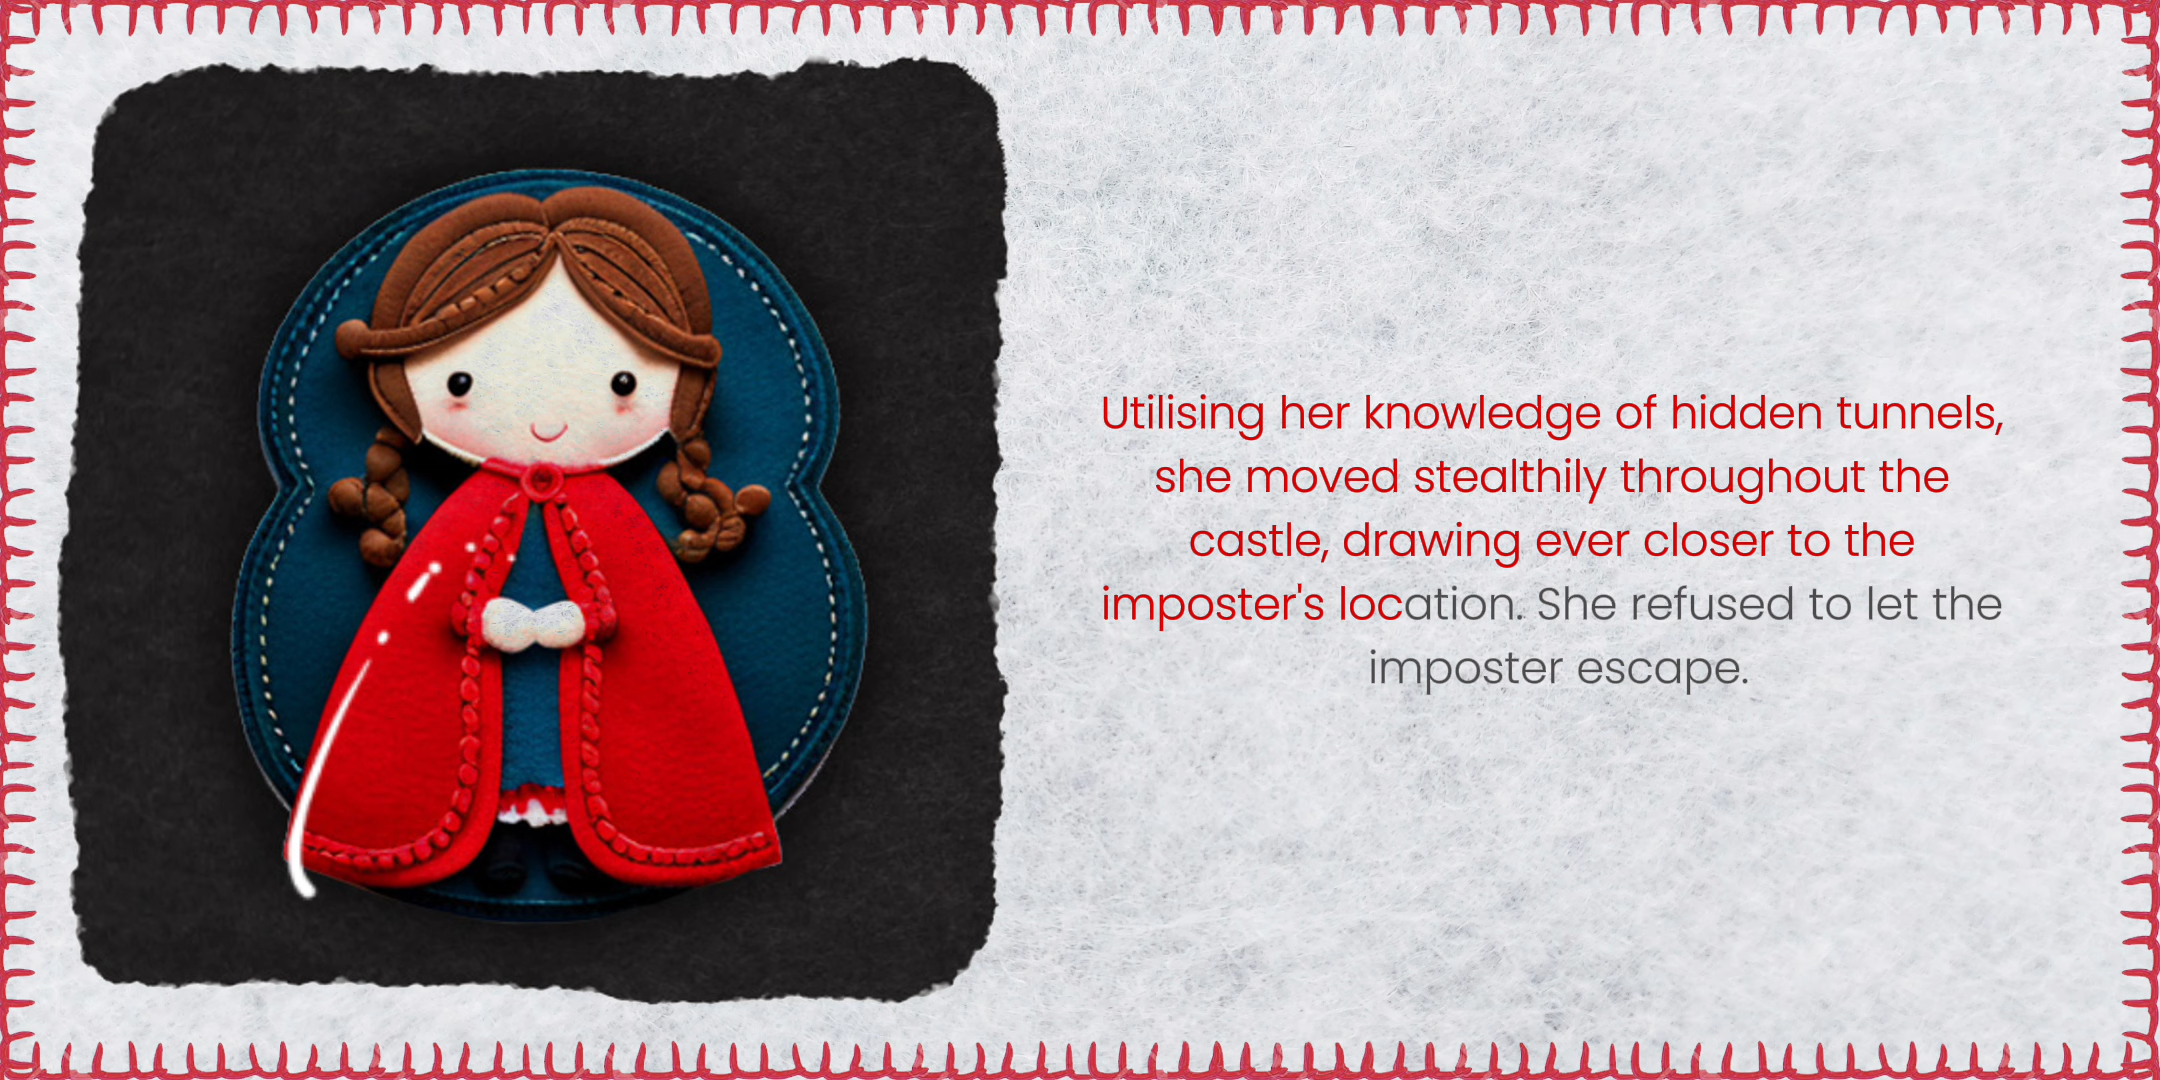 Utilising her knowledge of hidden tunnels,
she moved stealthily throughout the
castle, drawing ever closer to the
imposter's location. She refused to let the
imposter escape.